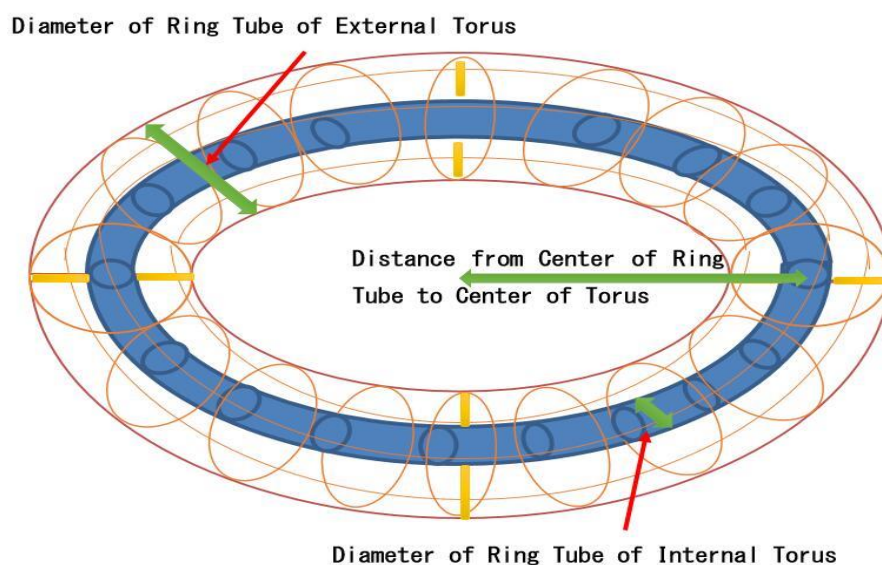 Diameter of Ring Tube of External Torus
Distance from Center of Ring
Tube to Center of Torus
Diameter of Ring Tube of Internal Torus